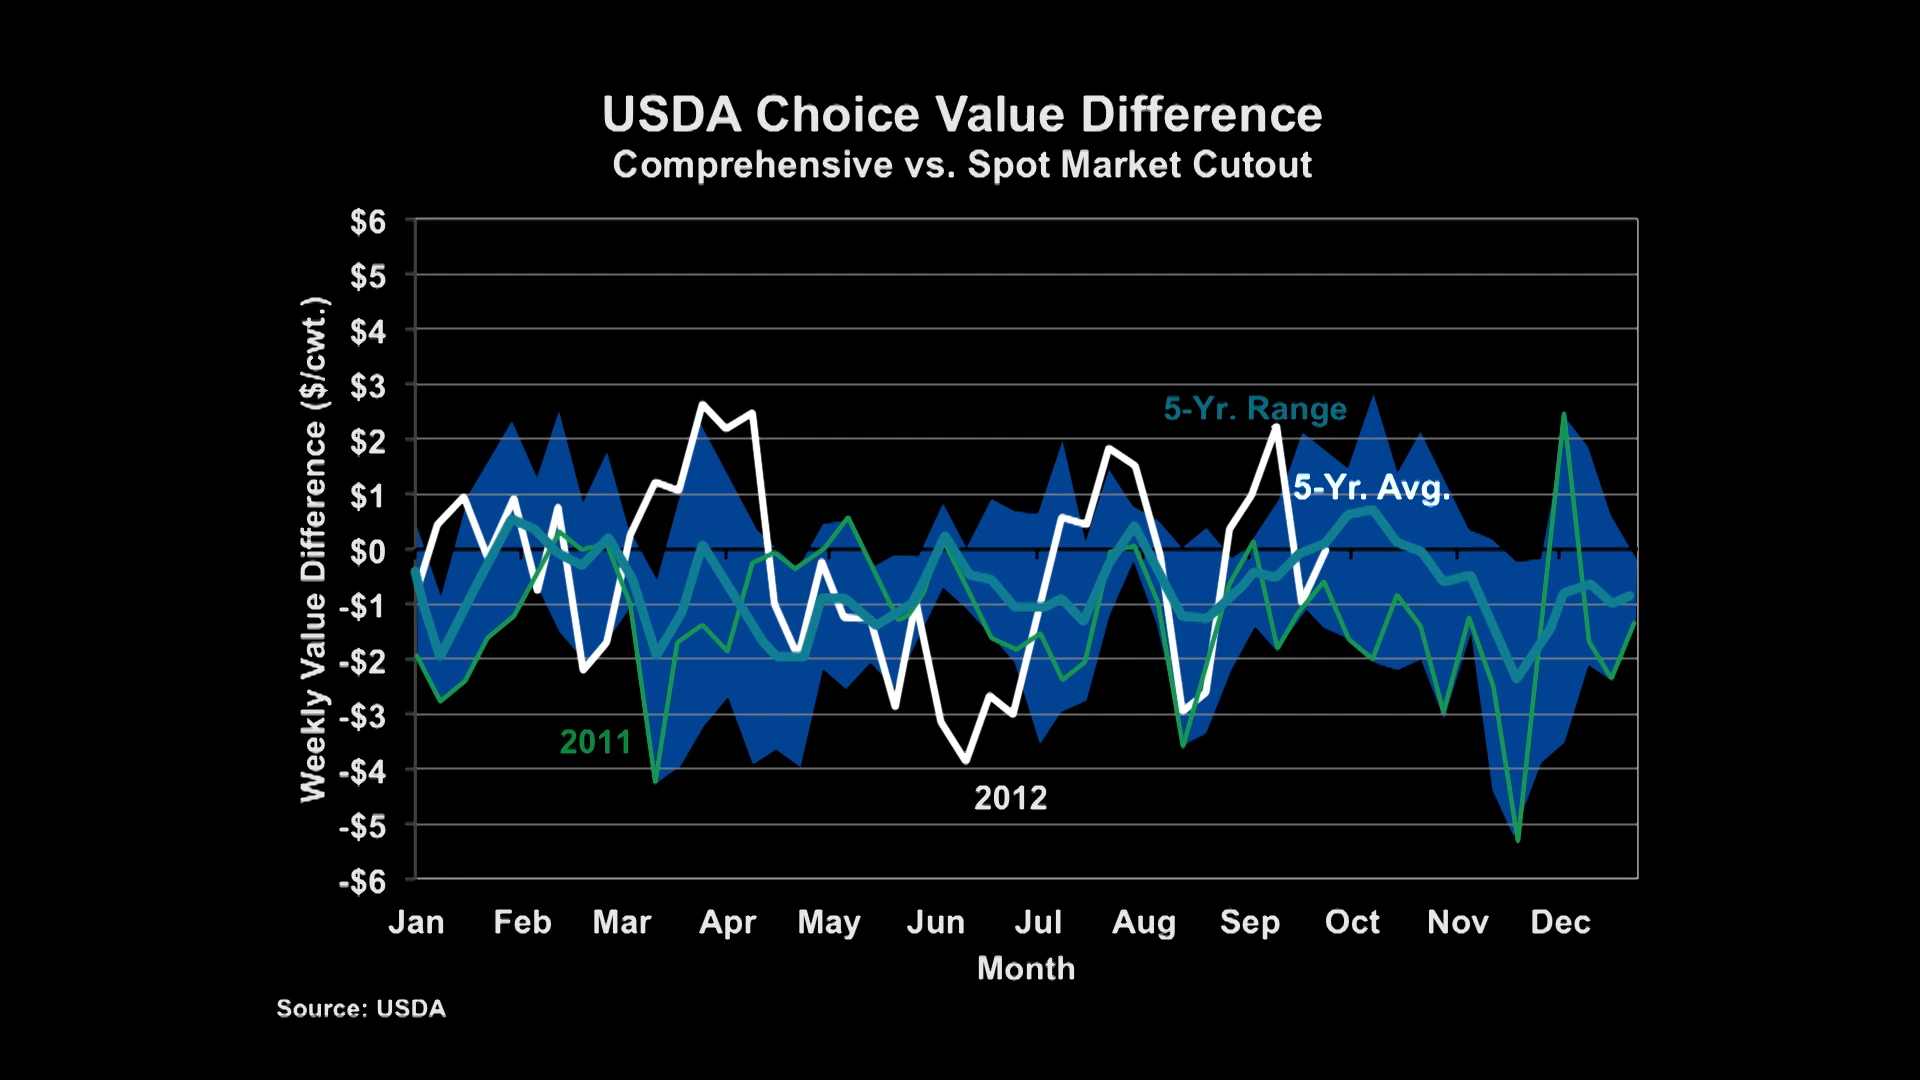 USDA Choice Value Difference
Comprehensive vs. Spot Market Cutout
Weekly Value Difference ($/cwt.)
$6
$5
$4
$3
$2
$1
$0
-$1
-$2
-$3
-$4
-$5
-$6
5-Yr. Range
5-Yr. Avg.
2011
2012
Jan Feb Mar Apr May Jun Jul Aug Sep Oct Nov Dec
Month
Source: USDA